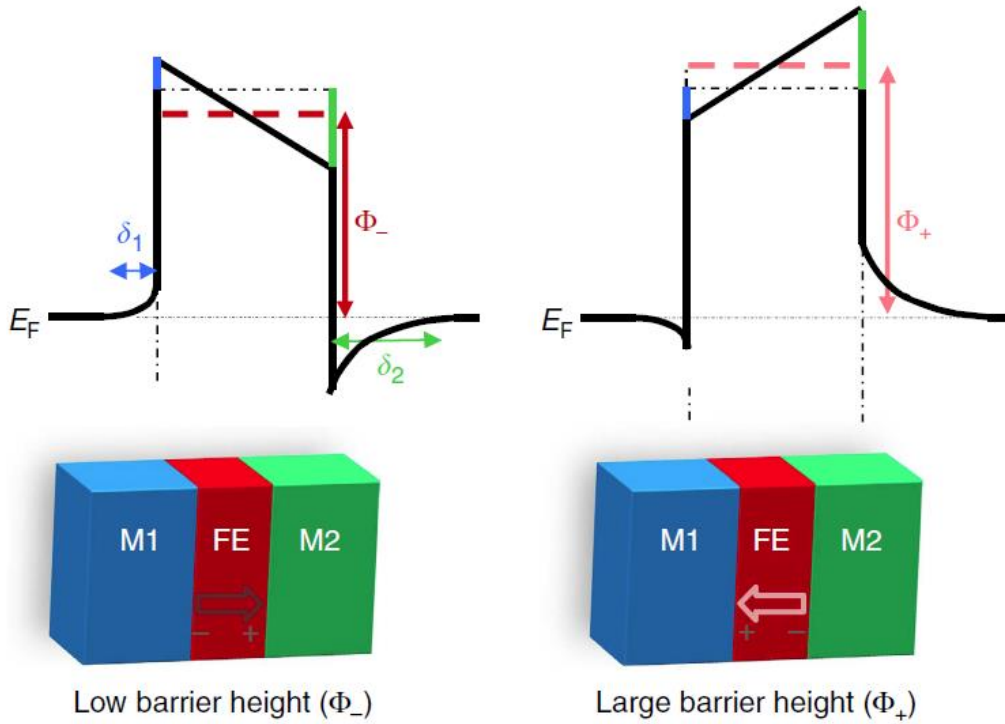 δ1
Φ–
EF
δ2
Φ+
EF
M1 FE M2
– +
M1 FE M2
+ –
Low barrier height (Φ–)
Large barrier height (Φ+)